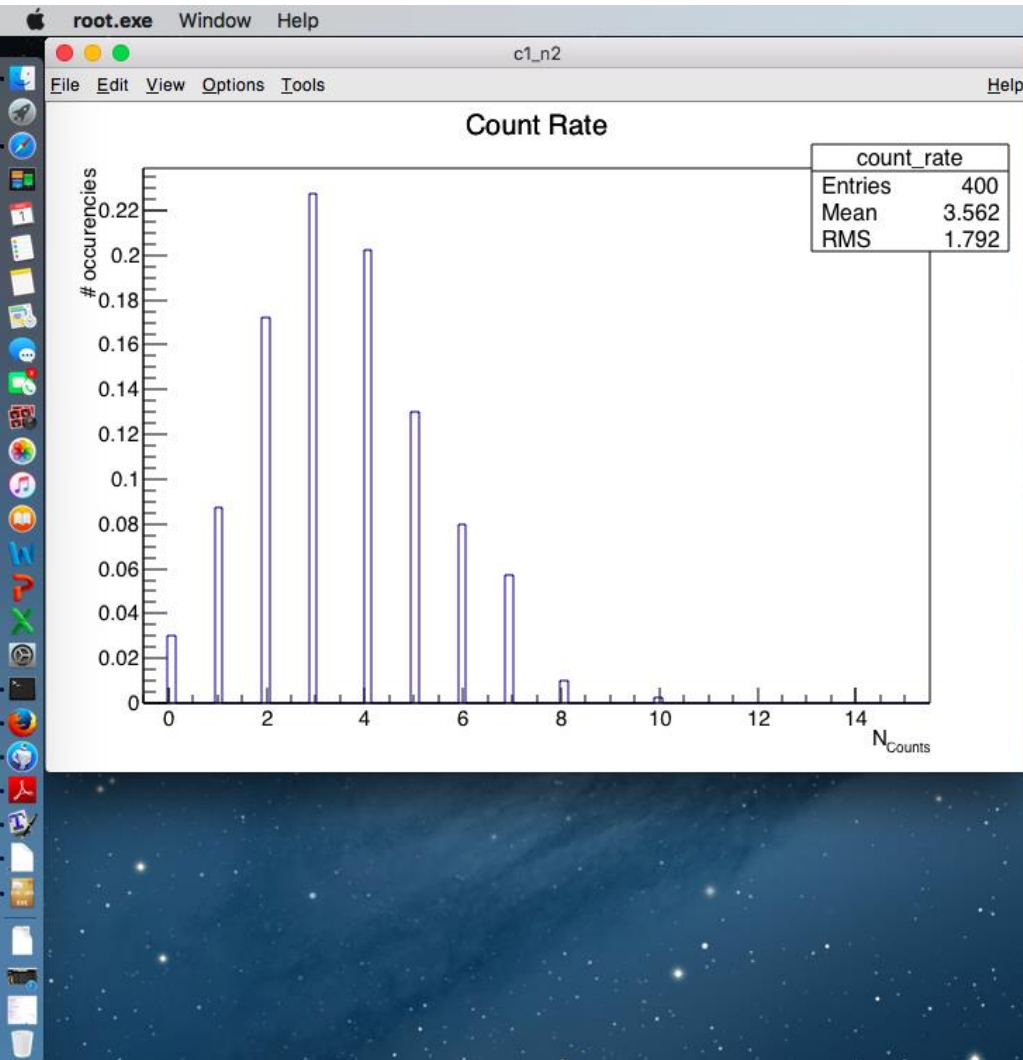 root.exe Window Help
c1_n2
File Edit View Options Tools Help
Count Rate
count_rate
Entries 400
Mean 3.562
RMS 1.792
# occurencies
0.22
0.2
0.18
0.16
0.14
0.12
0.1
0.08
0.06
0.04
0.02
0
0 2 4 6 8 10 12 14
N_Counts